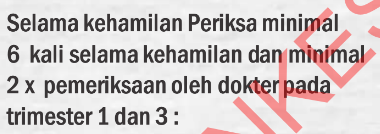 Selama kehamilan Periksa minimal
6 kali selama kehamilan dan minimal
2 x pemeriksaan oleh dokter pada
trimester 1 dan 3 :